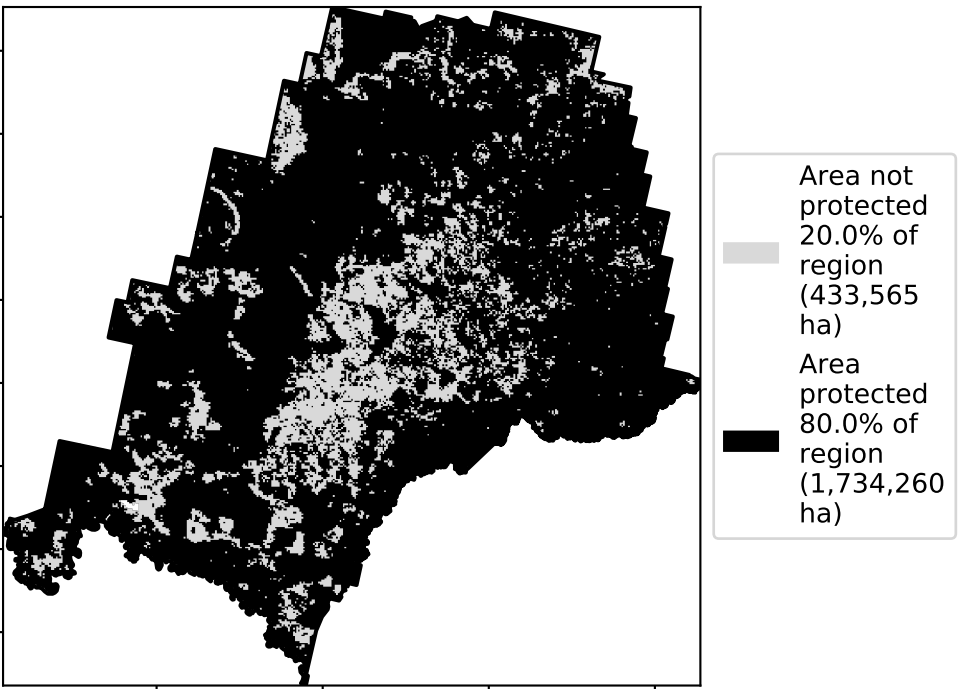 Area not
protected
20.0% of
region
(433,565
ha)
Area
protected
80.0% of
region
(1,734,260
ha)